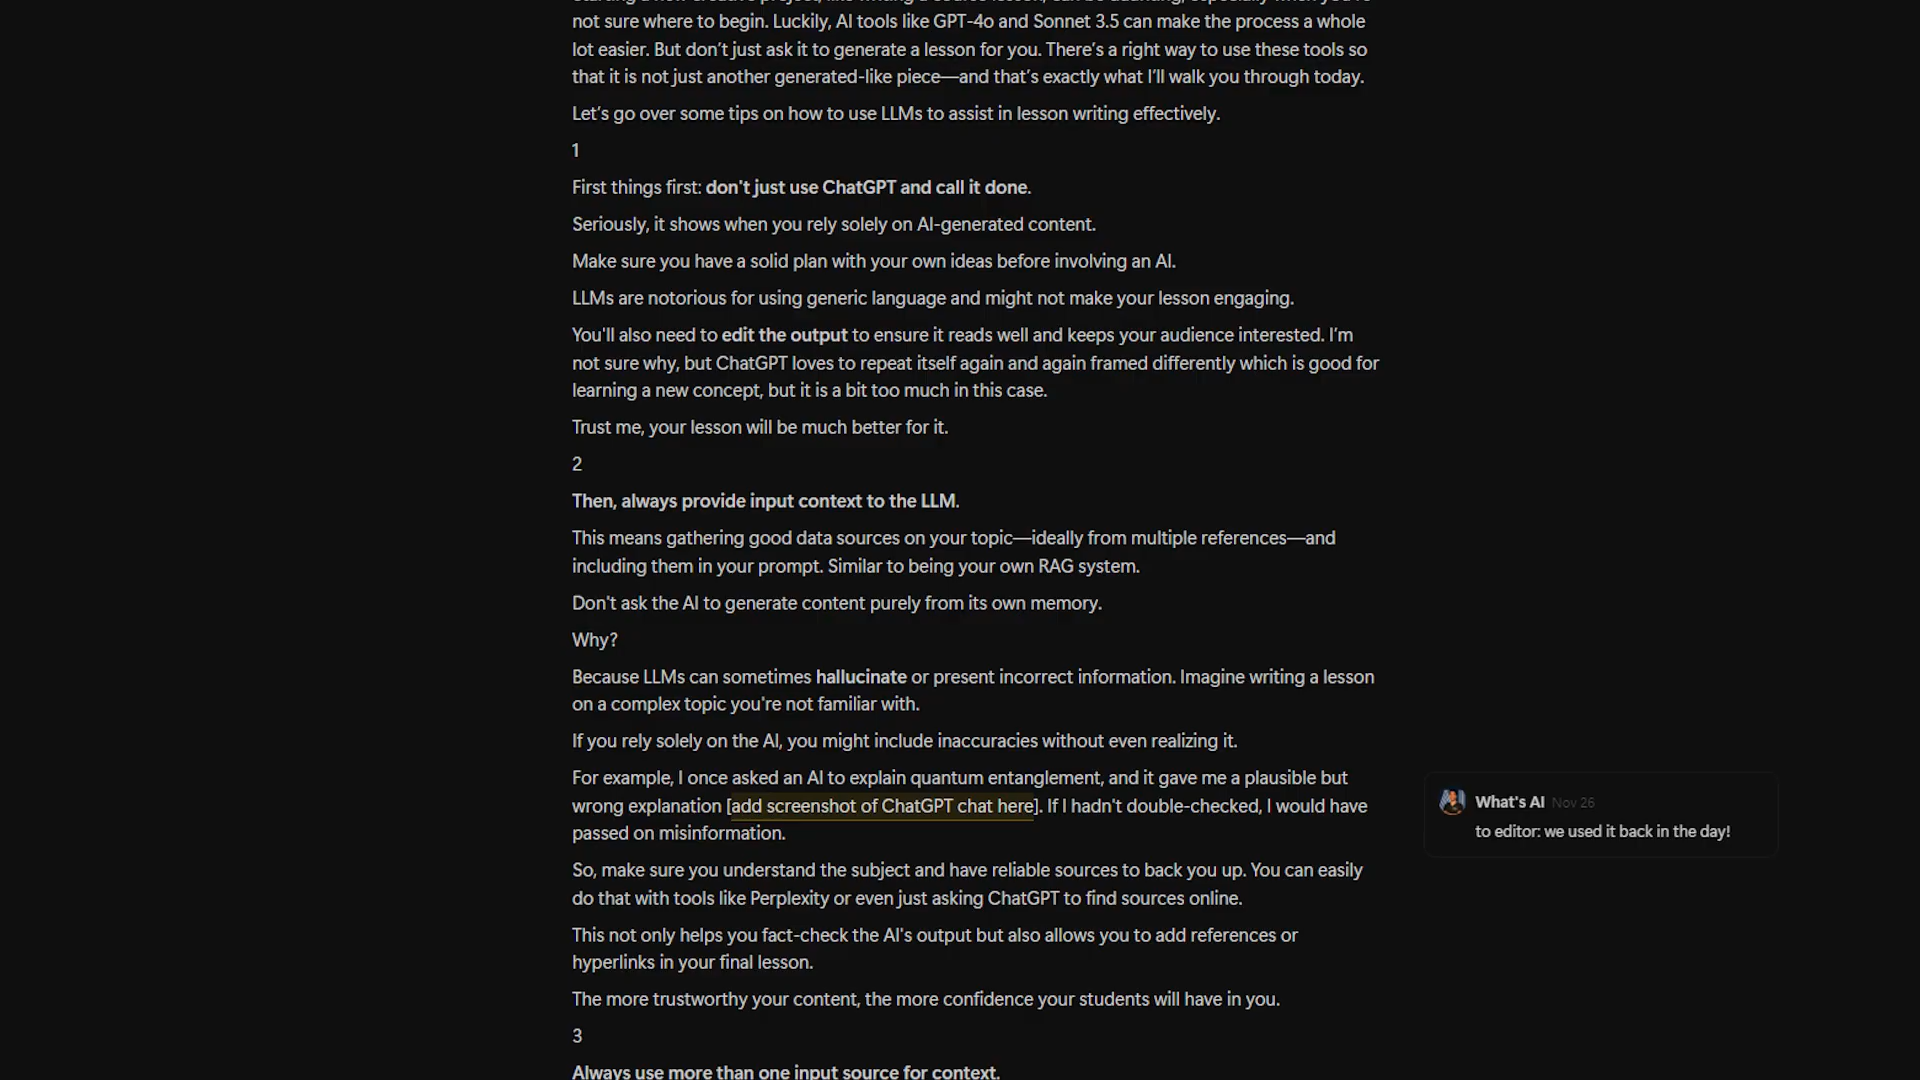 not sure where to begin. Luckily, AI tools like GPT-4o and Sonnet 3.5 can make the process a whole
lot easier. But don’t just ask it to generate a lesson for you. There’s a right way to use these tools so
that it is not just another generated-like piece—and that’s exactly what I’ll walk you through today.
Let’s go over some tips on how to use LLMs to assist in lesson writing effectively.
1
First things first: don't just use ChatGPT and call it done.
Seriously, it shows when you rely solely on AI-generated content.
Make sure you have a solid plan with your own ideas before involving an AI.
LLMs are notorious for using generic language and might not make your lesson engaging.
You'll also need to edit the output to ensure it reads well and keeps your audience interested. I’m
not sure why, but ChatGPT loves to repeat itself again and again framed differently which is good for
learning a new concept, but it is a bit too much in this case.
Trust me, your lesson will be much better for it.
2
Then, always provide input context to the LLM.
This means gathering good data sources on your topic—ideally from multiple references—and
including them in your prompt. Similar to being your own RAG system.
Don't ask the AI to generate content purely from its own memory.
Why?
Because LLMs can sometimes hallucinate or present incorrect information. Imagine writing a lesson
on a complex topic you're not familiar with.
If you rely solely on the AI, you might include inaccuracies without even realizing it.
For example, I once asked an AI to explain quantum entanglement, and it gave me a plausible but
wrong explanation [add screenshot of ChatGPT chat here]. If I hadn't double-checked, I would have
passed on misinformation.
What's AI Nov 26
to editor: we used it back in the day!
So, make sure you understand the subject and have reliable sources to back you up. You can easily
do that with tools like Perplexity or even just asking ChatGPT to find sources online.
This not only helps you fact-check the AI's output but also allows you to add references or
hyperlinks in your final lesson.
The more trustworthy your content, the more confidence your students will have in you.
3
Always use more than one input source for context.